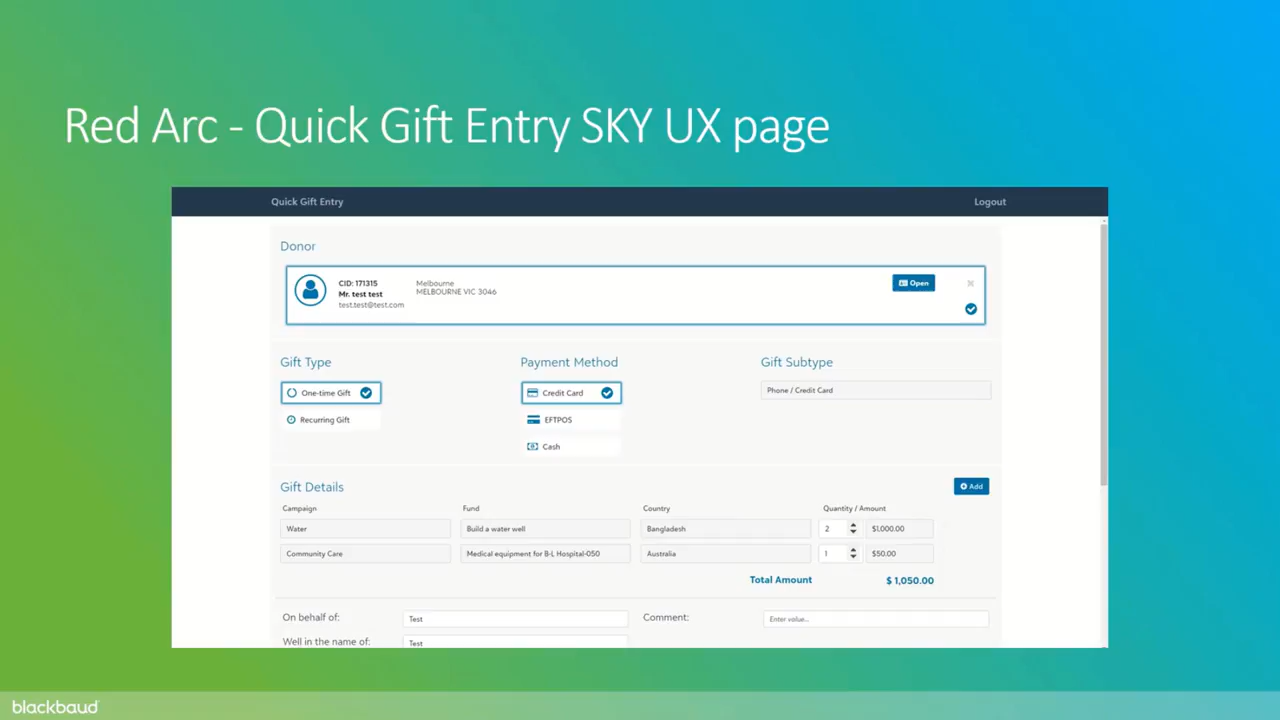 Red Arc - Quick Gift Entry SKY UX page
Quick Gift Entry Logout
Donor
CID: 171315
Mr. test test
test.test@test.com
Melbourne
MELBOURNE VIC 3046
Open
Gift Type Payment Method Gift Subtype
One-time Gift Credit Card Phone / Credit Card
Recurring Gift EFTPOS
Cash
Gift Details Add
Campaign Fund Country Quantity / Amount
Water Build a water well Bangladesh 2 $1,000.00
Community Care Medical equipment for B-L Hospital-050 Australia 1 $50.00
Total Amount $ 1,050.00
On behalf of: Test Comment: Enter value...
Well in the name of: Test
blackbaud